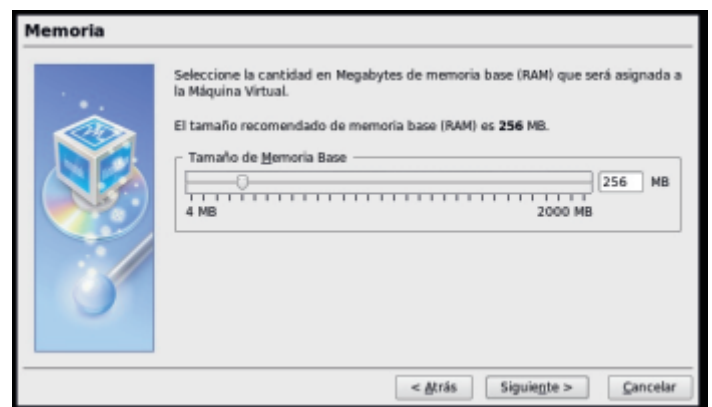 Memoria
Seleccione la cantidad en Megabytes de memoria base (RAM) que será asignada a
la Máquina Virtual.
El tamaño recomendado de memoria base (RAM) es 256 MB.
Tamaño de Memoria Base
256 MB
4 MB 2000 MB
< Atrás Siguiente > Cancelar